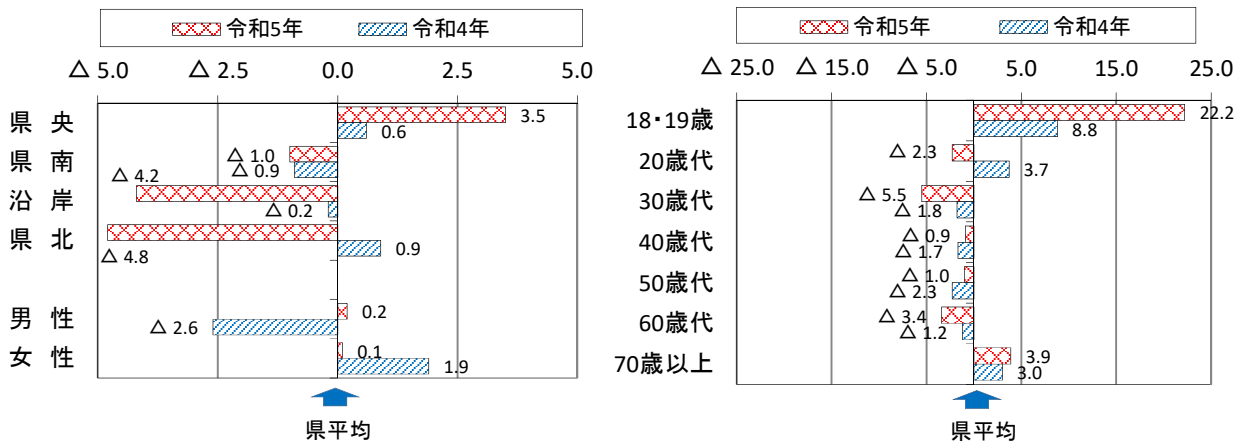 令和5年 令和4年
△ 5.0 △ 2.5 0.0 2.5 5.0
県 央 3.5
0.6
県 南 △ 1.0
△ 0.9
沿 岸 △ 4.2
△ 0.2
県 北 △ 4.8
0.9
男 性 0.2
△ 2.6
女 性 0.1
1.9
県平均
令和5年 令和4年
△ 25.0 △ 15.0 △ 5.0 5.0 15.0 25.0
18・19歳 22.2
8.8
20歳代 △ 2.3
3.7
30歳代 △ 5.5
△ 1.8
40歳代 △ 0.9
△ 1.7
50歳代 △ 1.0
△ 2.3
60歳代 △ 3.4
△ 1.2
70歳以上 3.9
3.0
県平均